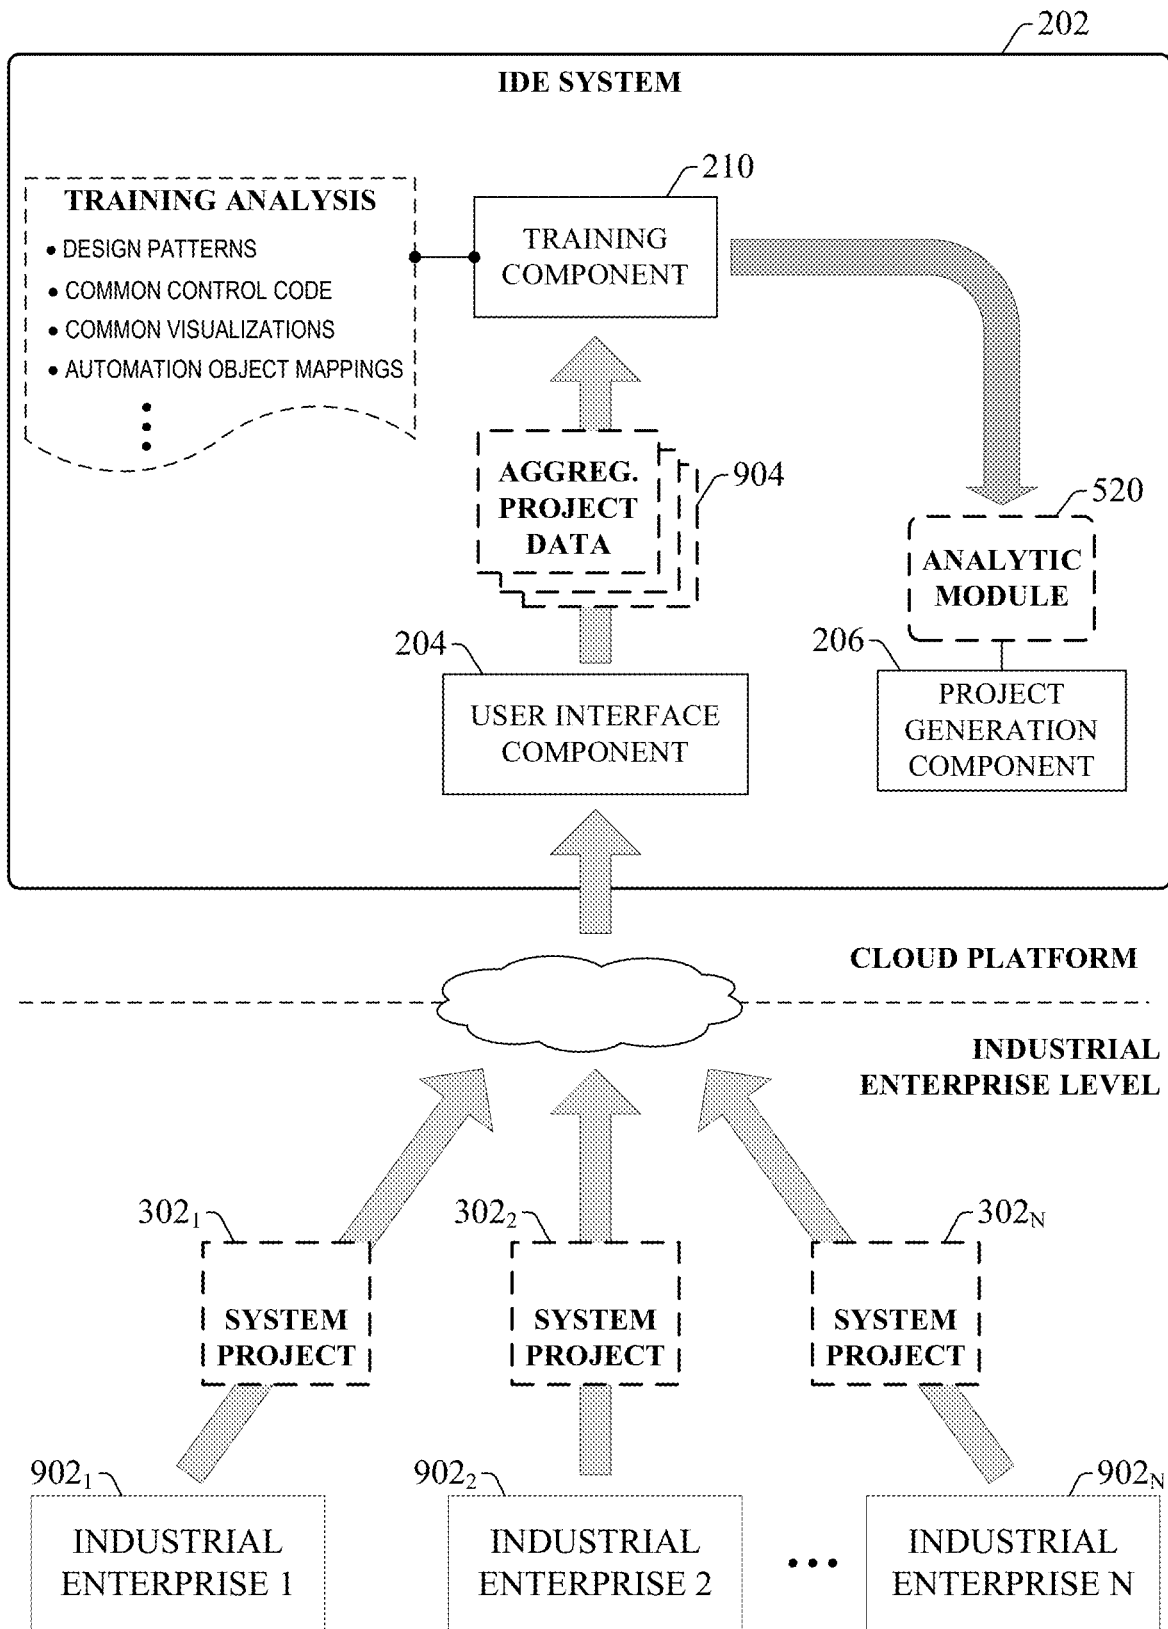 202
IDE SYSTEM
210
TRAINING ANALYSIS
• DESIGN PATTERNS
• COMMON CONTROL CODE
• COMMON VISUALIZATIONS
• AUTOMATION OBJECT MAPPINGS
TRAINING
COMPONENT
AGGREG.
PROJECT
DATA
904
520
ANALYTIC
MODULE
204
USER INTERFACE
COMPONENT
206
PROJECT
GENERATION
COMPONENT
CLOUD PLATFORM
INDUSTRIAL
ENTERPRISE LEVEL
302₁
SYSTEM
PROJECT
302₂
SYSTEM
PROJECT
302N
SYSTEM
PROJECT
902₁
INDUSTRIAL
ENTERPRISE 1
902₂
INDUSTRIAL
ENTERPRISE 2
•••
902N
INDUSTRIAL
ENTERPRISE N